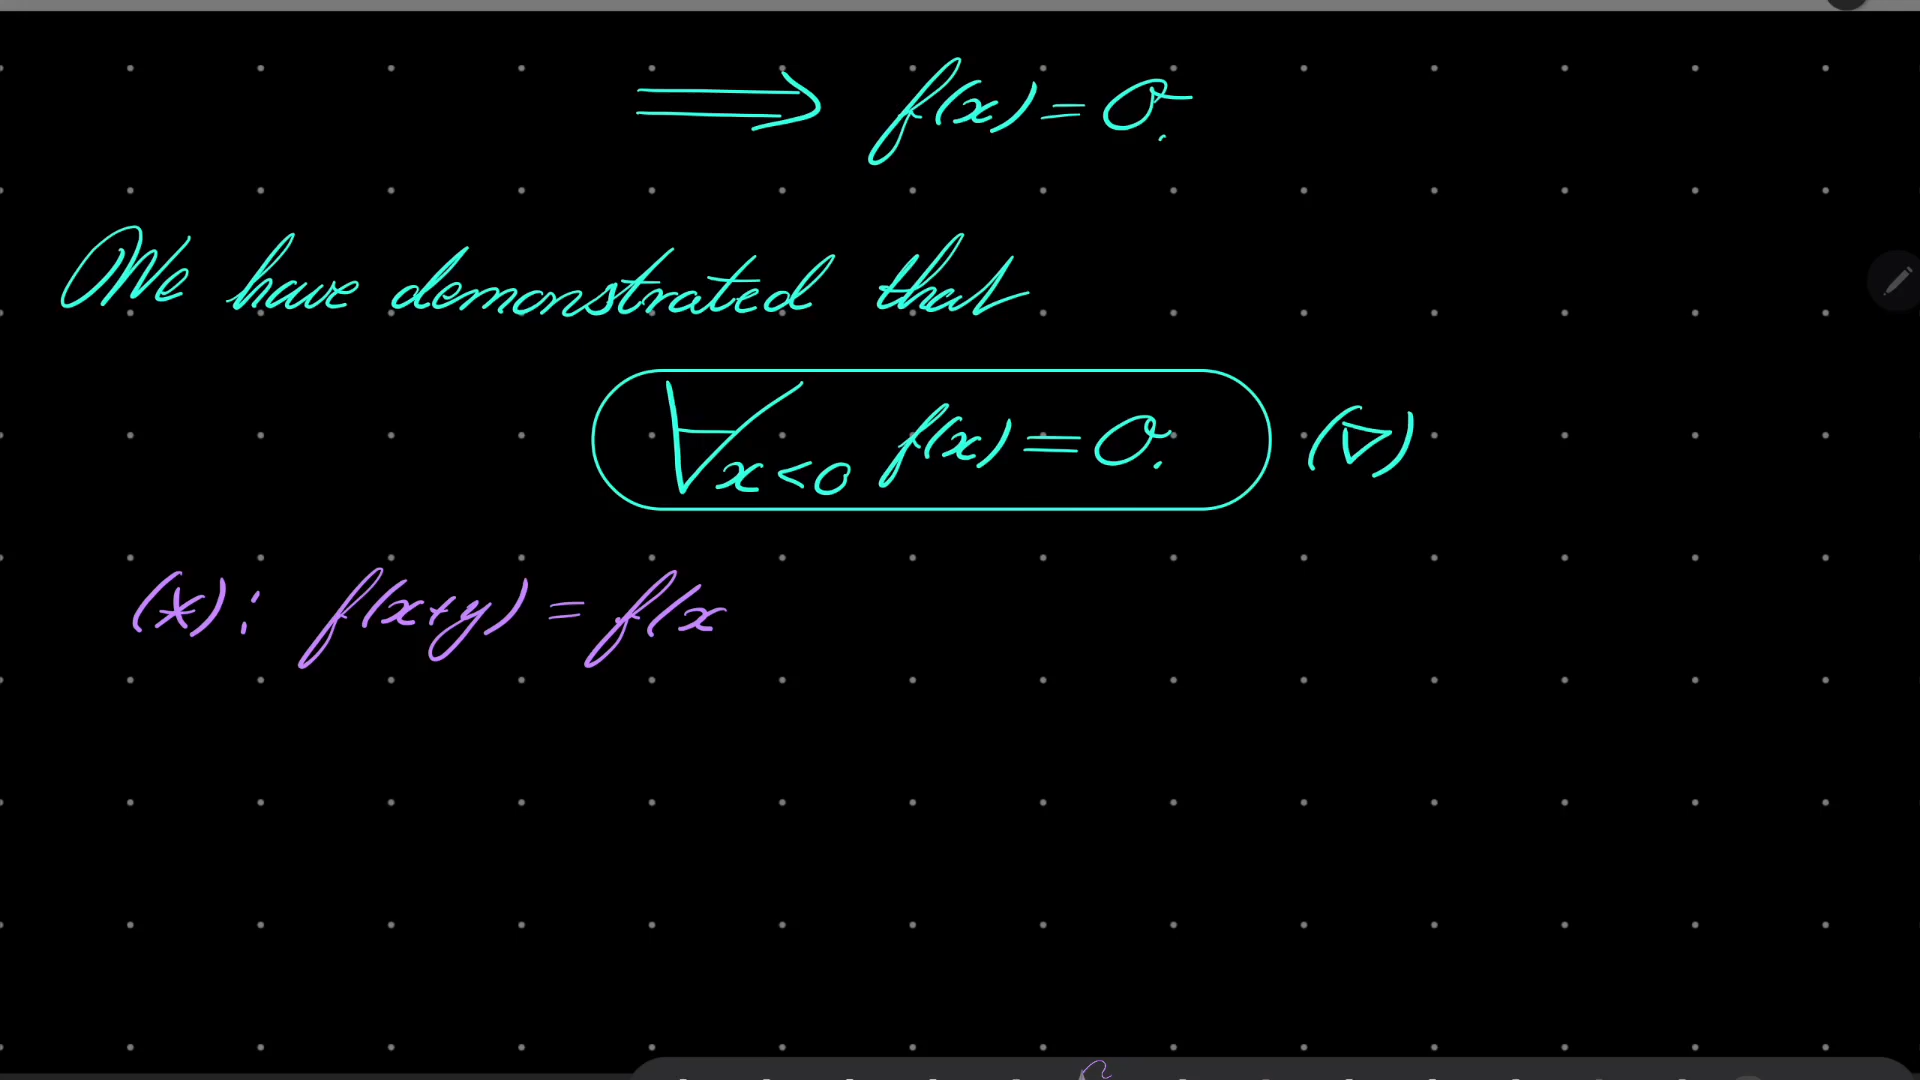 ⟹ f(x)=0.
We have demonstrated that
∀x<0 f(x)=0. (∇)
(*): f(x+y) = f(x